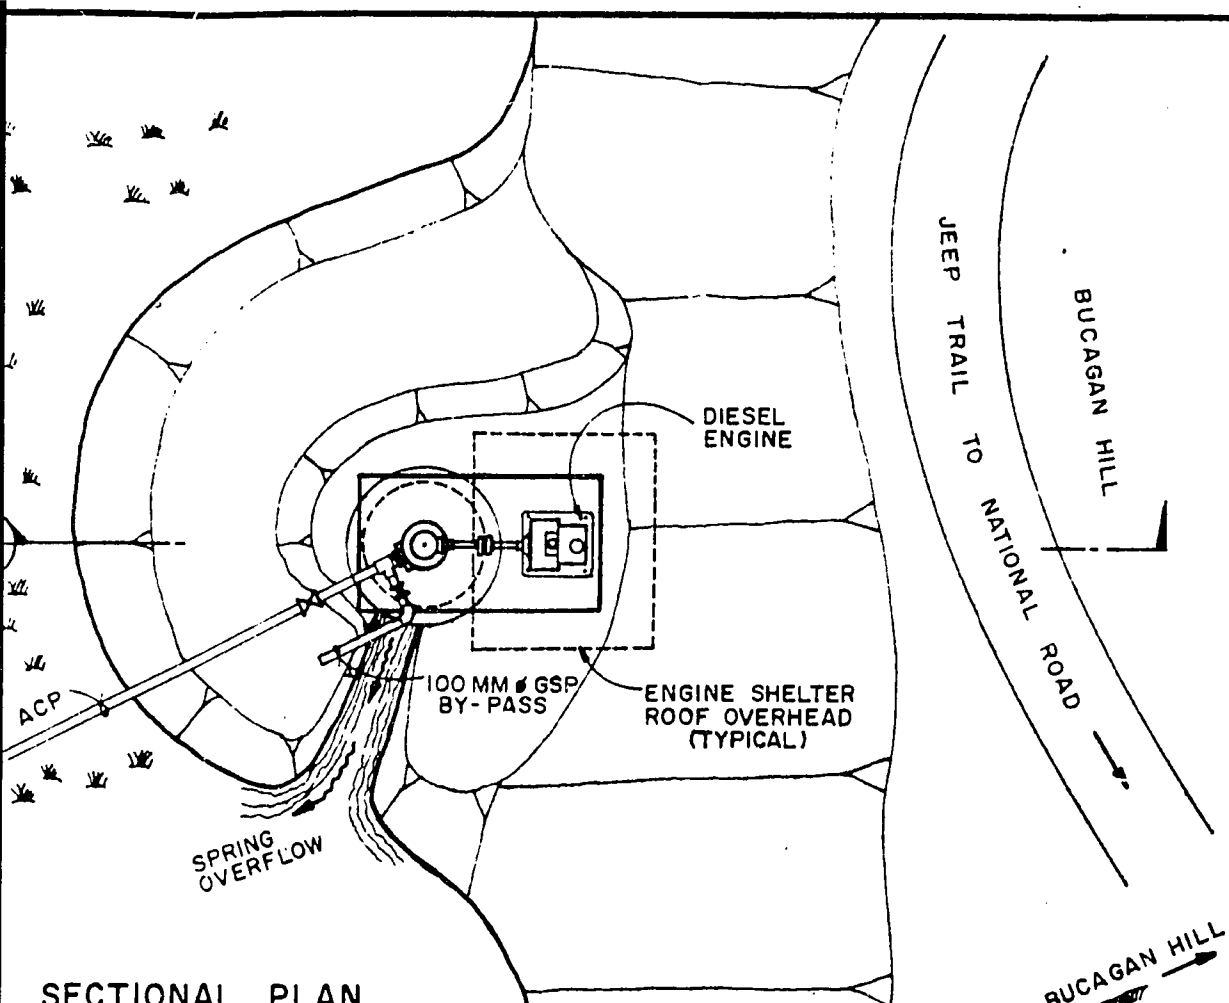 JEEP TRAIL TO NATIONAL ROAD
BUCAGAN HILL
DIESEL
ENGINE
ACP
100 MM ø GSP
BY-PASS
ENGINE SHELTER
ROOF OVERHEAD
(TYPICAL)
SPRING
OVERFLOW
BUCAGAN HILL
SECTIONAL PLAN